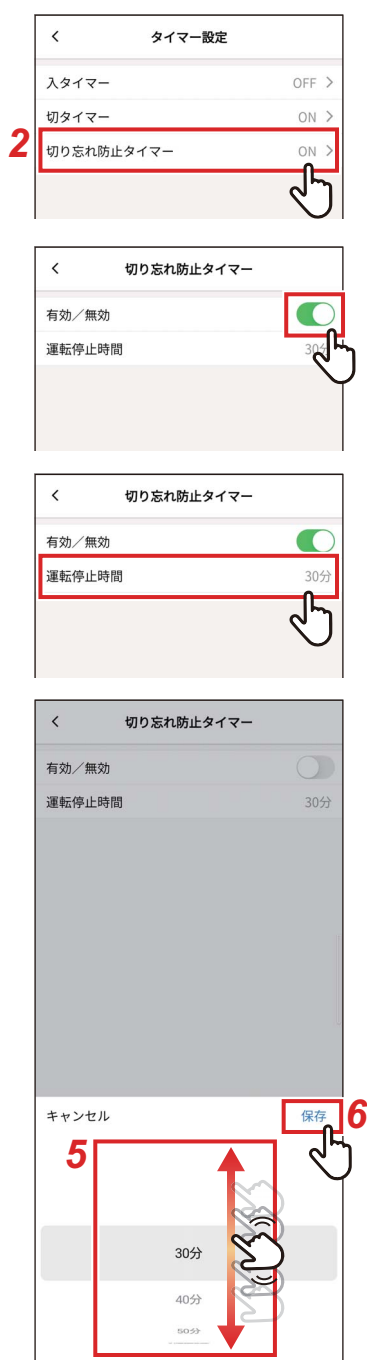 < タイマー設定
入タイマー OFF >
切タイマー ON >
2 切り忘れ防止タイマー ON >
< 切り忘れ防止タイマー
有効／無効
運転停止時間 30分
< 切り忘れ防止タイマー
有効／無効
運転停止時間 30分
< 切り忘れ防止タイマー
有効／無効
運転停止時間 30分
キャンセル 保存 6
5
30分
40分
50分